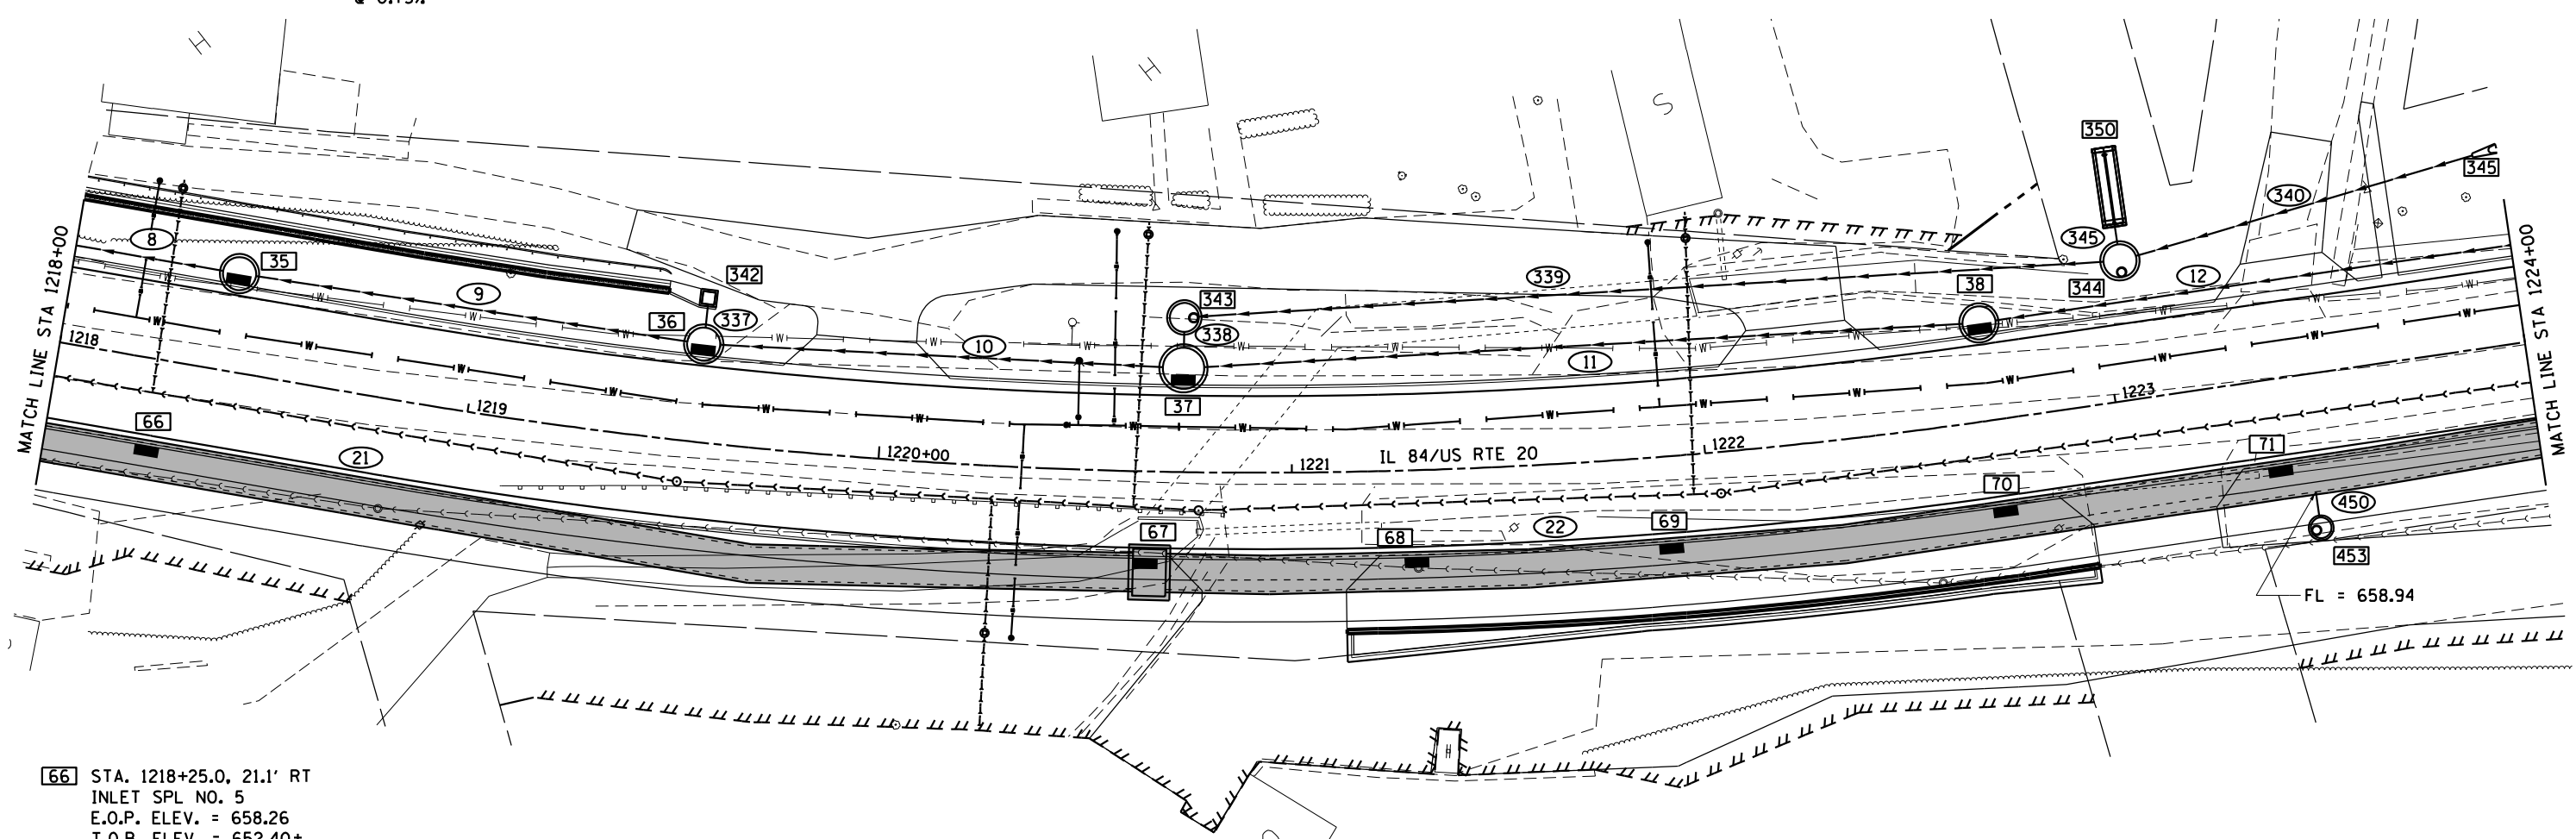 H
H
S
350
345
340
MATCH LINE STA 1218+00
8
35
345
MATCH LINE STA 1224+00
342
339
12
9
343
38
344
36
337
338
10
11
W W W W W W W W W W W W W W
1218
1219
1220+00
1221
1222
1223
IL 84/US RTE 20
37
66
21
67
68
22
69
70
71
450
453
FL = 658.94
H
66 STA. 1218+25.0, 21.1' RT
INLET SPL NO. 5
E.O.P. ELEV. = 658.26